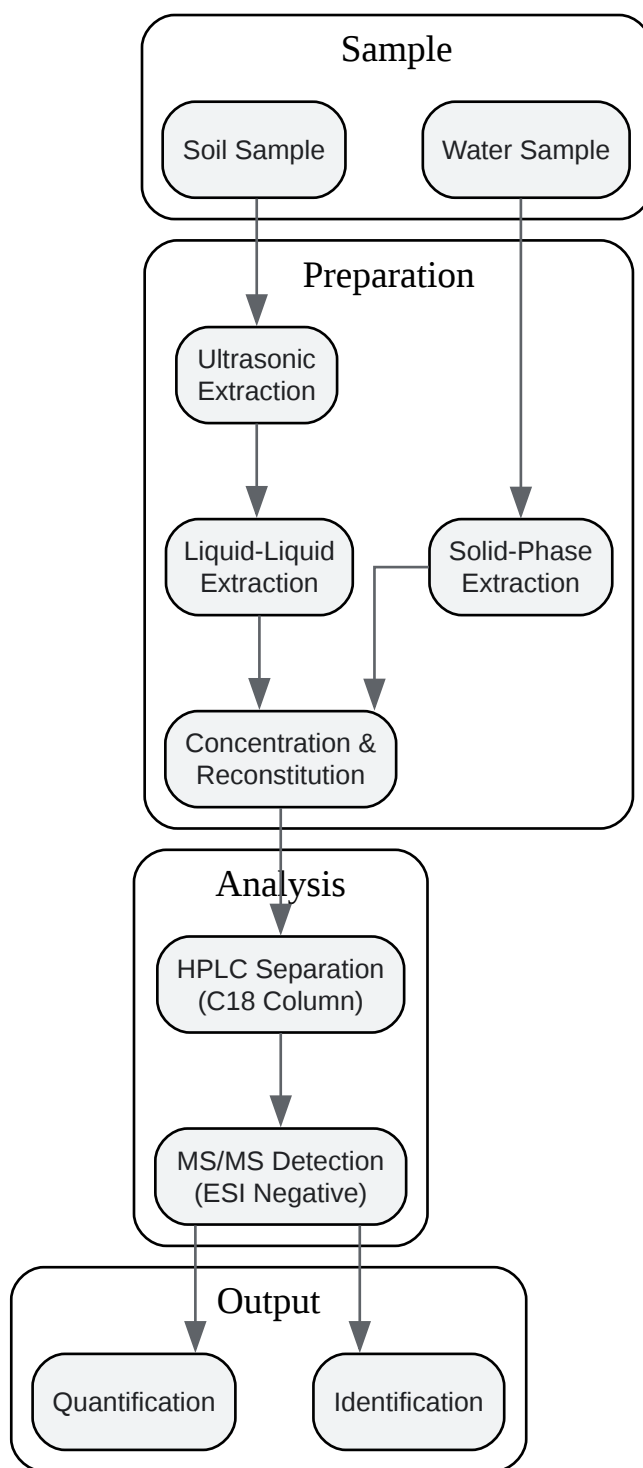 Sample
Soil Sample
Water Sample
Preparation
Ultrasonic
Extraction
Liquid-Liquid
Extraction
Solid-Phase
Extraction
Concentration &
Reconstitution
Analysis
HPLC Separation
(C18 Column)
MS/MS Detection
(ESI Negative)
Output
Quantification
Identification